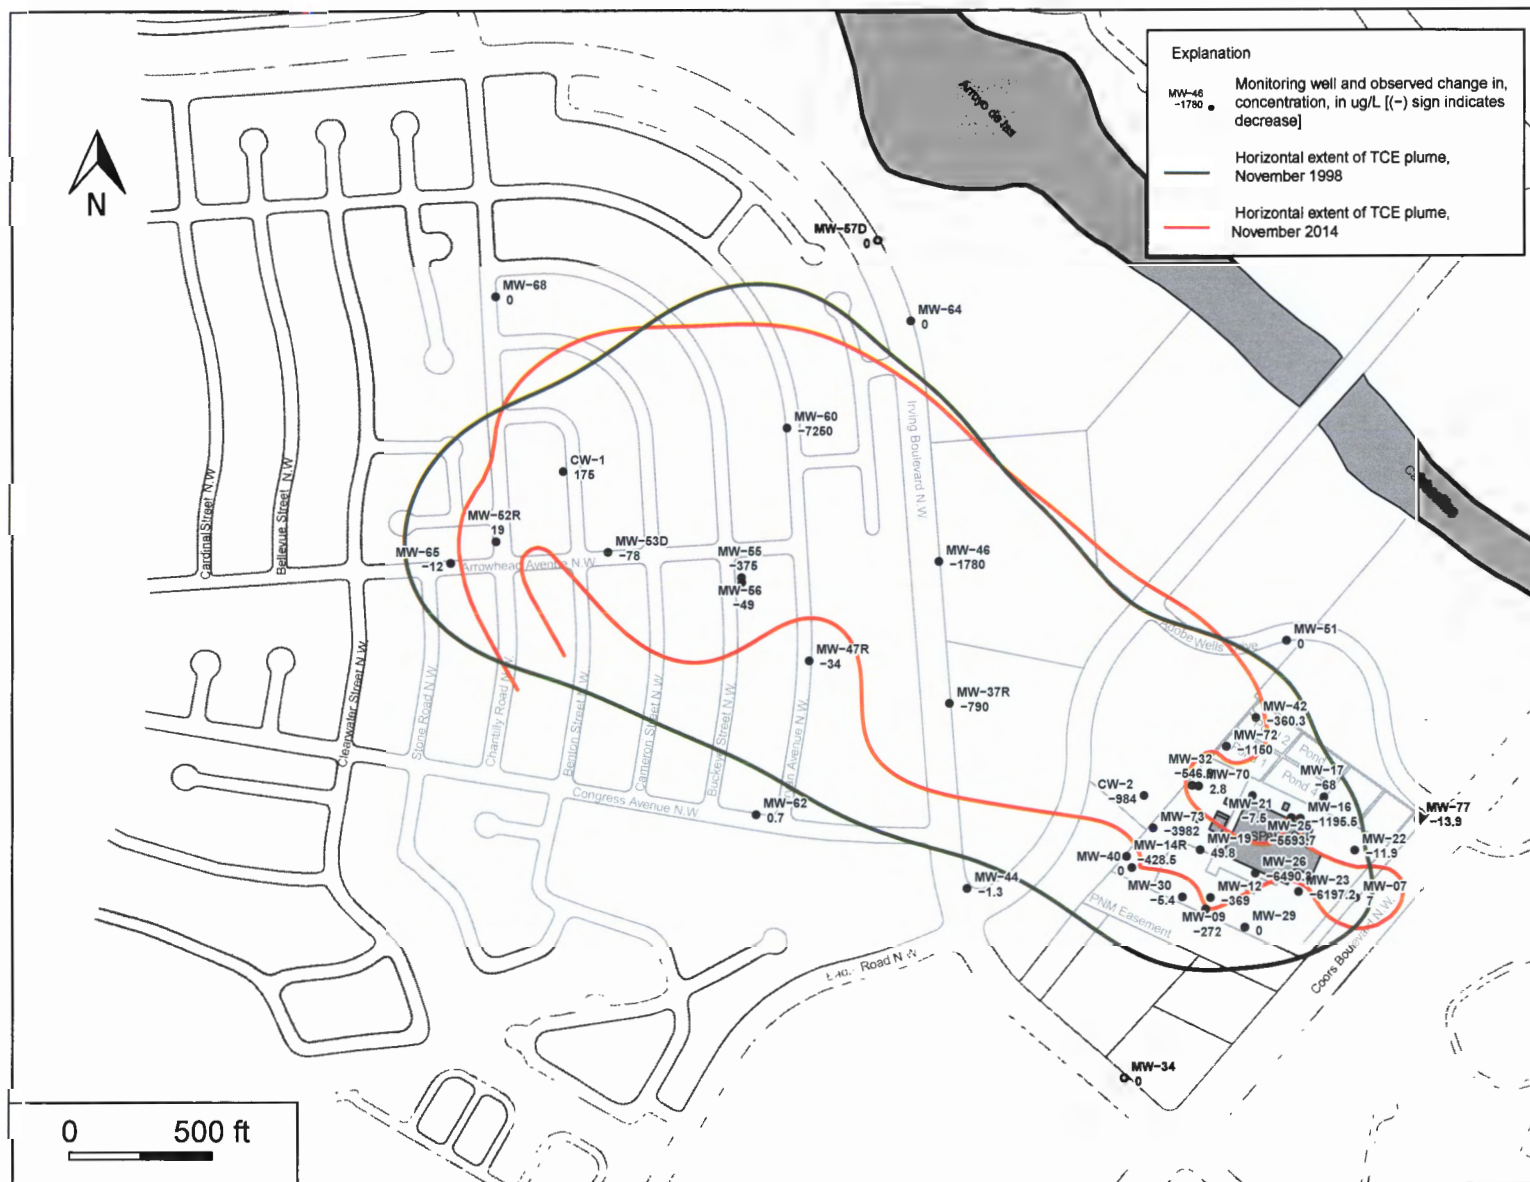 Explanation
MW-46
-1780
Monitoring well and observed change in,
concentration, in ug/L [(-) sign indicates
decrease]
Horizontal extent of TCE plume,
November 1998
Horizontal extent of TCE plume,
November 2014
N
MW-57D
0
MW-68
0
MW-64
0
MW-60
-7250
Irving Boulevard N.W.
CW-1
175
Cardinal Street N.W.
Bellevue Street N.W.
MW-52R
19
MW-53D
-78
MW-65
-12
Arrowhead Avenue N.W.
MW-55
-375
MW-56
-49
MW-46
-1780
MW-51
0
MW-47R
-34
MW-37R
-790
MW-42
-360.3
MW-72
-1150
Clearwater Street N.W.
Stone Road N.W.
Chantilly Road N.W.
Benton Street N.W.
Cameron Street N.W.
Buckeye Street N.W.
Congress Avenue N.W.
MW-62
0.7
MW-32
MW-70
2.8
MW-17
-68
CW-2
-984
MW-21
-7.5
MW-16
-1195.5
MW-77
-13.9
MW-73
-3982
MW-25
-5593.7
MW-19
49.8
MW-22
-11.9
MW-14R
-428.5
MW-40
0
MW-26
MW-44
-1.3
MW-30
-5.4
MW-12
-369
MW-23
-6197.2
MW-07
7
PNM Easement
MW-09
-272
MW-29
0
Coors Boulevard N.W.
Road N.W.
MW-34
0
0 500 ft